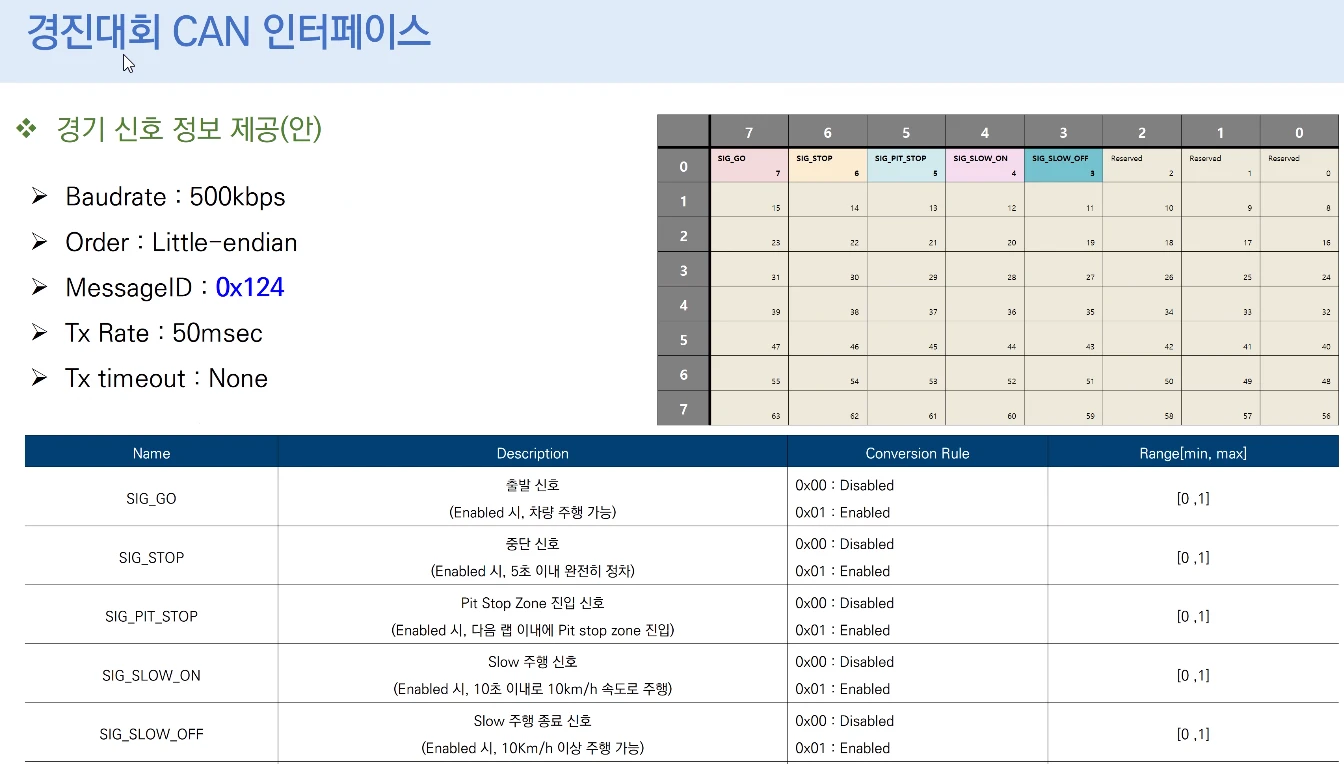 경진대회 CAN 인터페이스
❖ 경기 신호 정보 제공(안)
➢ Baudrate : 500kbps
➢ Order : Little-endian
➢ MessageID : 0x124
➢ Tx Rate : 50msec
➢ Tx timeout : None
7 6 5 4 3 2 1 0
0 SIG_GO 7 SIG_STOP 6 SIG_PIT_STOP 5 SIG_SLOW_ON 4 SIG_SLOW_OFF 3 Reserved 2 Reserved 1 Reserved 0
1 15 14 13 12 11 10 9 8
2 23 22 21 20 19 18 17 16
3 31 30 29 28 27 26 25 24
4 39 38 37 36 35 34 33 32
5 47 46 45 44 43 42 41 40
6 55 54 53 52 51 50 49 48
7 63 62 61 60 59 58 57 56
Name Description Conversion Rule Range[min, max]
SIG_GO
출발 신호
(Enabled 시, 차량 주행 가능)
0x00 : Disabled
0x01 : Enabled
[0 ,1]
SIG_STOP
중단 신호
(Enabled 시, 5초 이내 완전히 정차)
0x00 : Disabled
0x01 : Enabled
[0 ,1]
SIG_PIT_STOP
Pit Stop Zone 진입 신호
(Enabled 시, 다음 랩 이내에 Pit stop zone 진입)
0x00 : Disabled
0x01 : Enabled
[0 ,1]
SIG_SLOW_ON
Slow 주행 신호
(Enabled 시, 10초 이내로 10km/h 속도로 주행)
0x00 : Disabled
0x01 : Enabled
[0 ,1]
SIG_SLOW_OFF
Slow 주행 종료 신호
(Enabled 시, 10Km/h 이상 주행 가능)
0x00 : Disabled
0x01 : Enabled
[0 ,1]